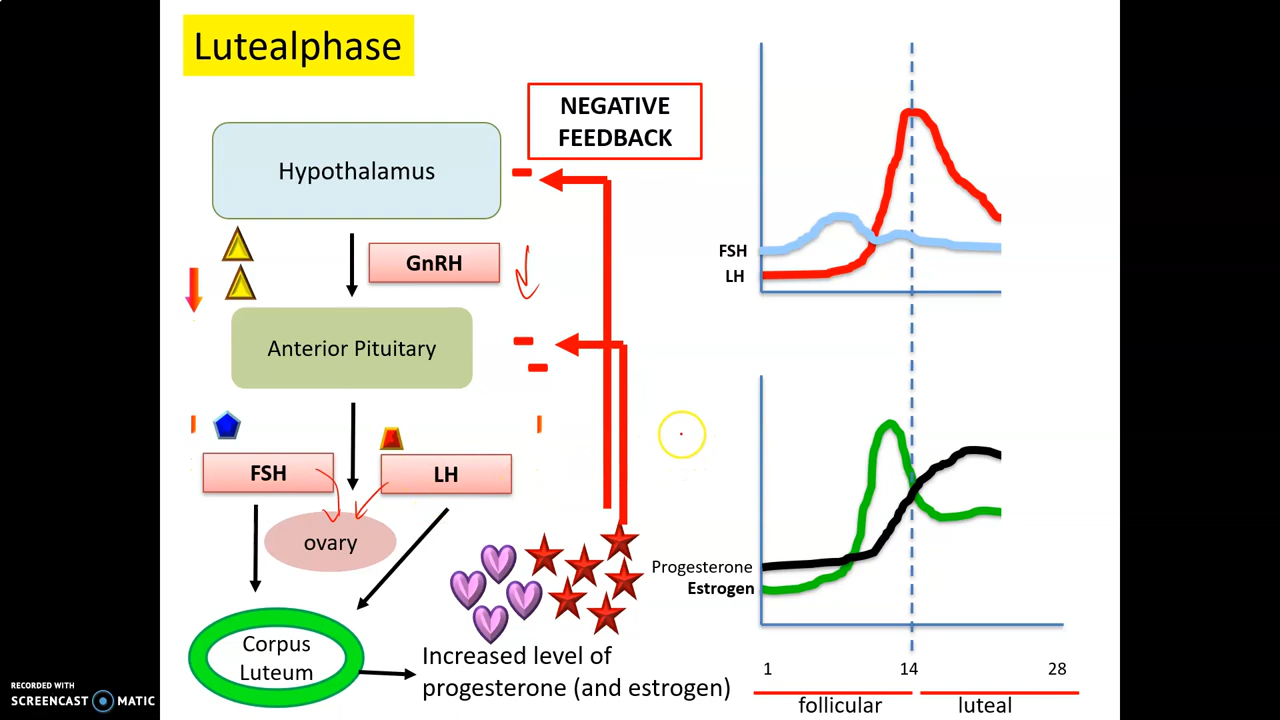 Lutealphase
NEGATIVE
FEEDBACK
Hypothalamus
GnRH
Anterior Pituitary
FSH
LH
ovary
Corpus
Luteum
Increased level of
progesterone (and estrogen)
FSH
LH
Progesterone
Estrogen
1 14 28
follicular luteal
RECORDED WITH
SCREENCAST MATIC